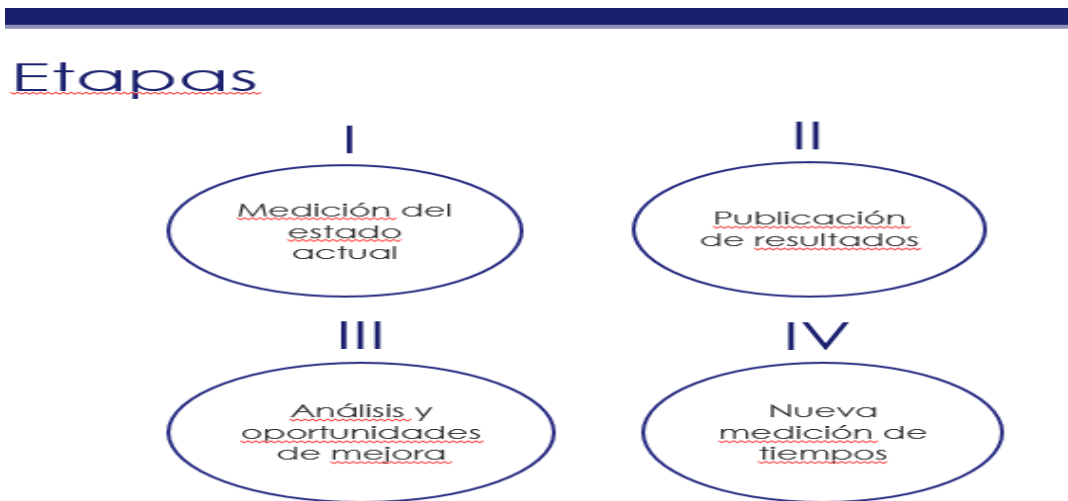 Etapas
I
Medición del
estado
actual
II
Publicación
de resultados
III
Análisis y
oportunidades
de mejora
IV
Nueva
medición de
tiempos